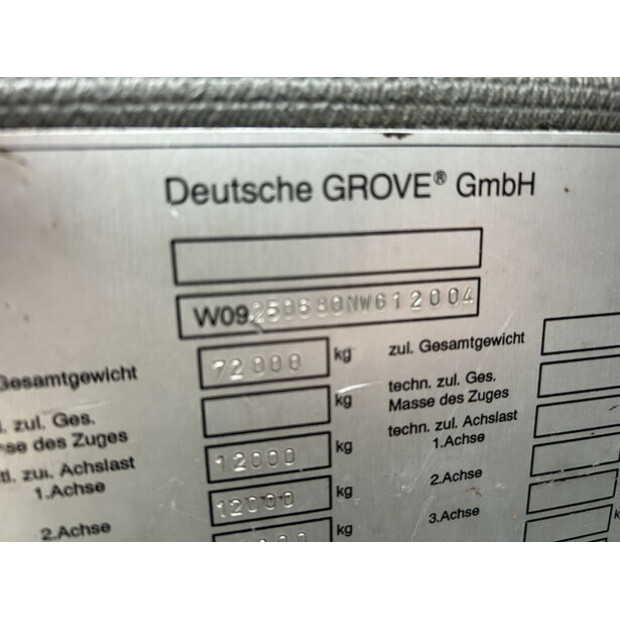 Deutsche GROVE® GmbH
W09250680NWG12004
Gesamtgewicht 72000 kg zul. Gesamtgewicht
zul. Ges. kg techn. zul. Ges.
sse des Zuges Masse des Zuges
zul. Achslast 12000 kg techn. zul. Achslast
1.Achse 1.Achse
12000 kg 2.Achse
2.Achse 3.Achse
kg